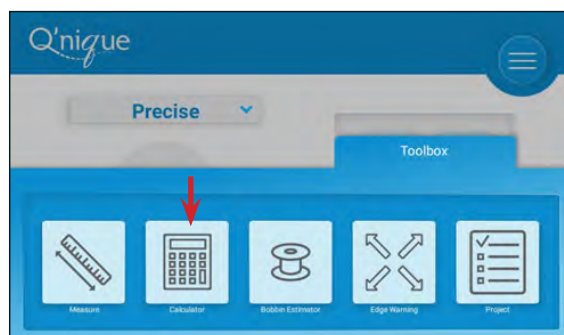 Q'nique
Precise
Toolbox
Measure
Calculator
Bobbin Estimator
Edge Warning
Project